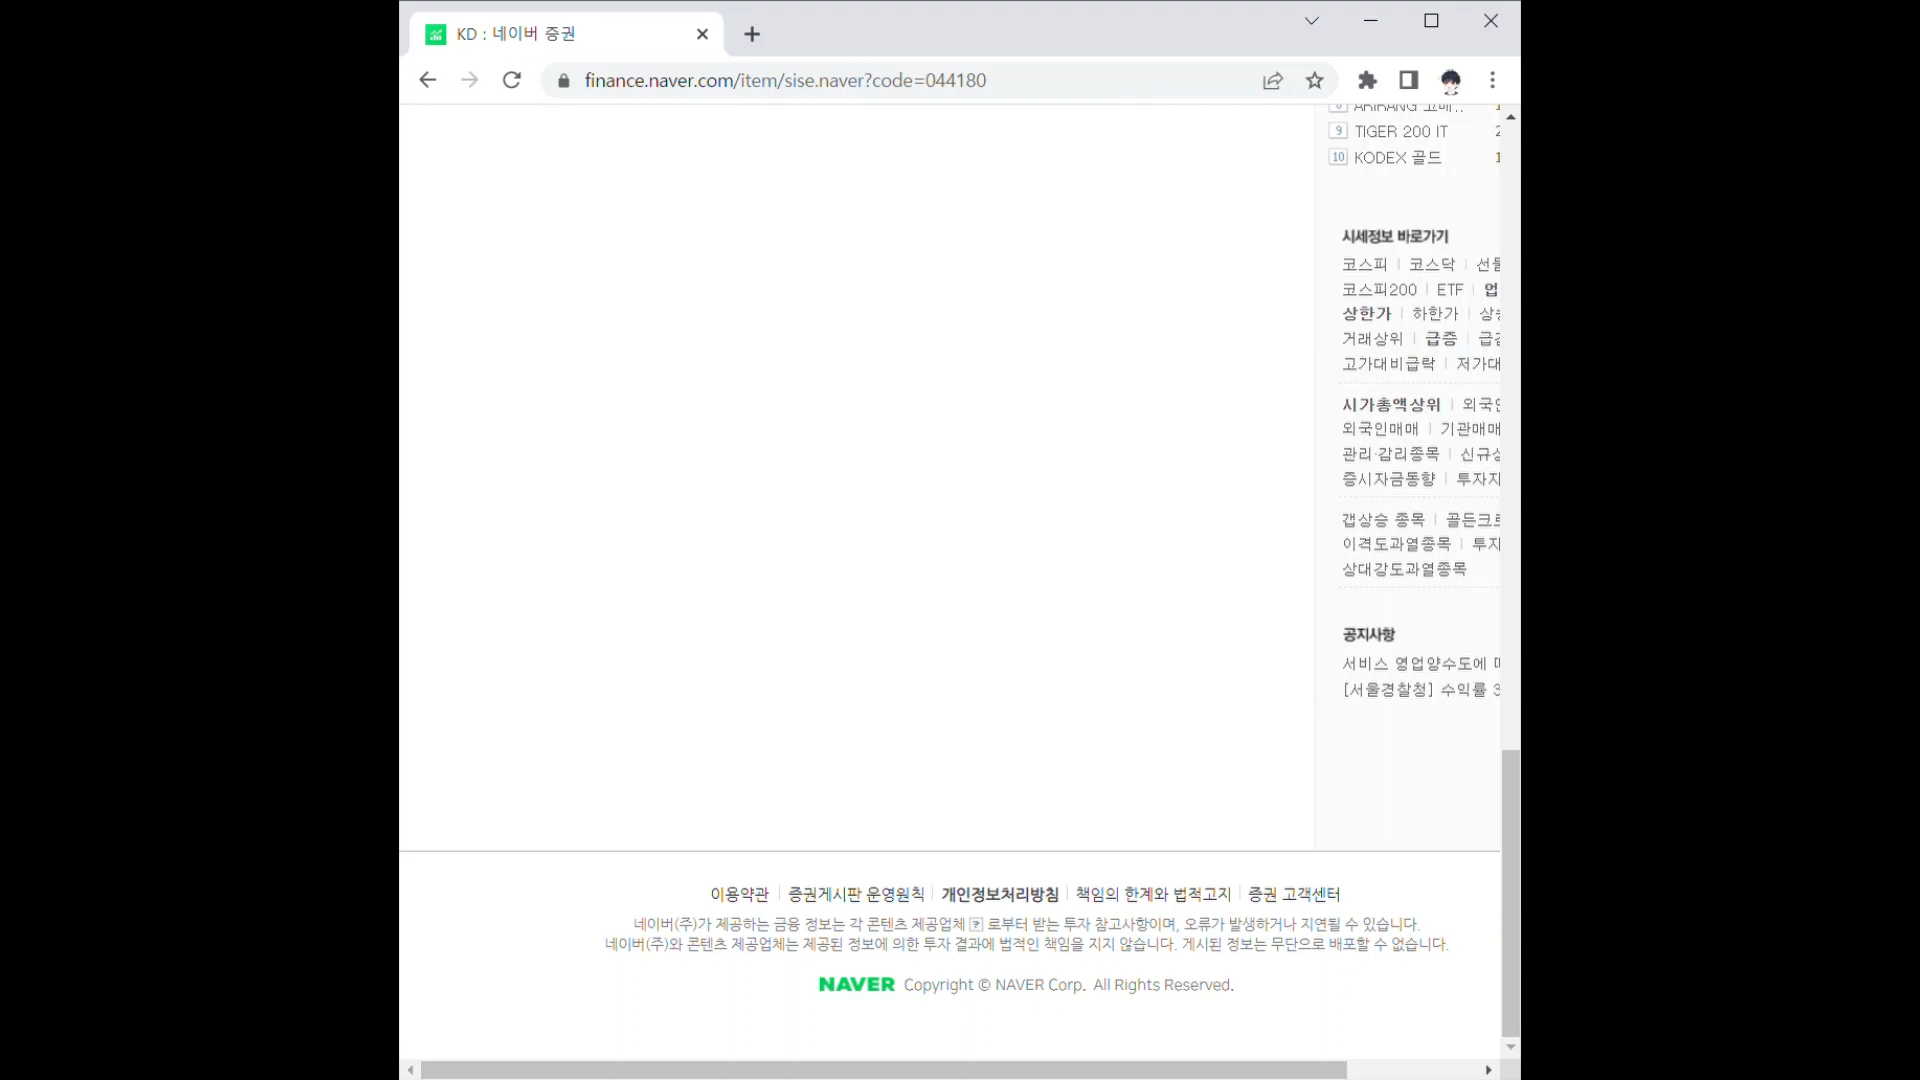 KD : 네이버 증권
finance.naver.com/item/sise.naver?code=044180
9 TIGER 200 IT
10 KODEX 골드
시세정보 바로가기
코스피 | 코스닥
코스피200 | ETF | 업
상한가 | 하한가
거래상위 | 급증
고가대비급락 | 저가대
시가총액상위
외국인매매 | 기관매매
관리·감리종목
증시자금동향
갭상승 종목
이격도과열종목 | 투자
상대강도과열종목
공지사항
서비스 영업양수도에
[서울경찰청] 수익률
이용약관 | 증권게시판 운영원칙 | 개인정보처리방침 | 책임의 한계와 법적고지 | 증권 고객센터
네이버(주)가 제공하는 금융 정보는 각 콘텐츠 제공업체 ? 로부터 받는 투자 참고사항이며, 오류가 발생하거나 지연될 수 있습니다.
네이버(주)와 콘텐츠 제공업체는 제공된 정보에 의한 투자 결과에 법적인 책임을 지지 않습니다. 게시된 정보는 무단으로 배포할 수 없습니다.
NAVER Copyright © NAVER Corp. All Rights Reserved.